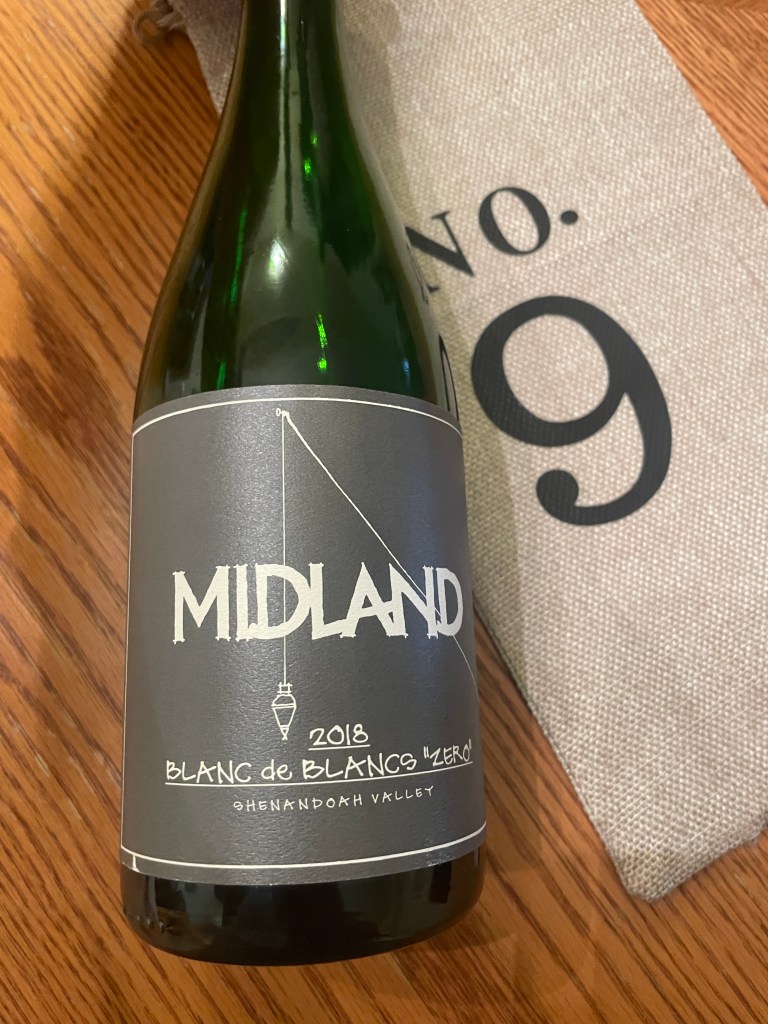 NO.
9
MIDLAND
2018
BLANC de BLANCS "ZERO"
SHENANDOAH VALLEY